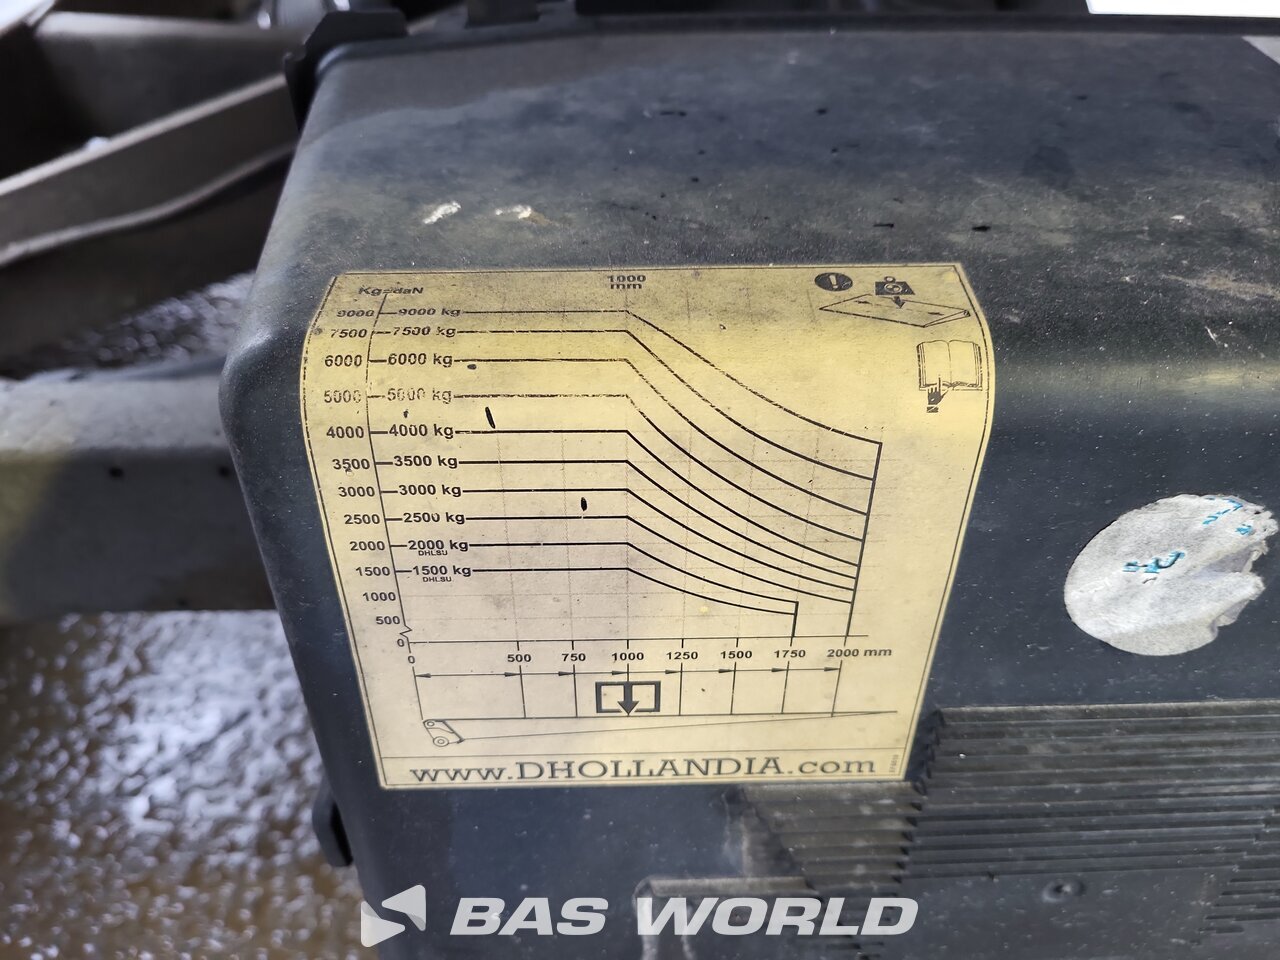 Kg=daN
1000
mm
9000 9000 kg
7500 7500 kg
6000 6000 kg
5000 5000 kg
4000 4000 kg
3500 3500 kg
3000 3000 kg
2500 2500 kg
2000 2000 kg
DHLSU
1500 1500 kg
DHLSU
1000
500
0
0 500 750 1000 1250 1500 1750 2000 mm
www.DHOLLANDIA.com
BAS WORLD